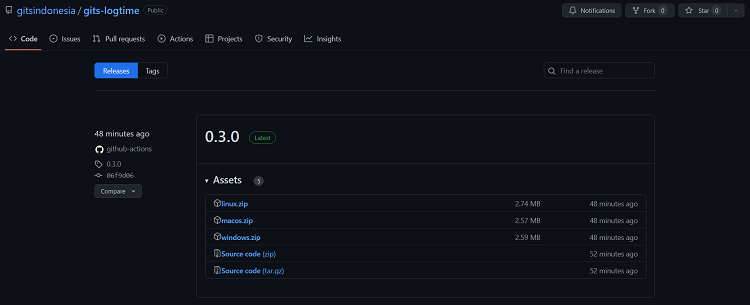 gitsindonesia / gits-logtime Public
Notifications Fork 0 Star 0
Code Issues Pull requests Actions Projects Security Insights
Releases Tags
Find a release
48 minutes ago
github-actions
0.3.0
06f9d06
Compare
0.3.0 Latest
Assets 5
linux.zip 2.74 MB 48 minutes ago
macos.zip 2.57 MB 48 minutes ago
windows.zip 2.59 MB 48 minutes ago
Source code (zip) 52 minutes ago
Source code (tar.gz) 52 minutes ago